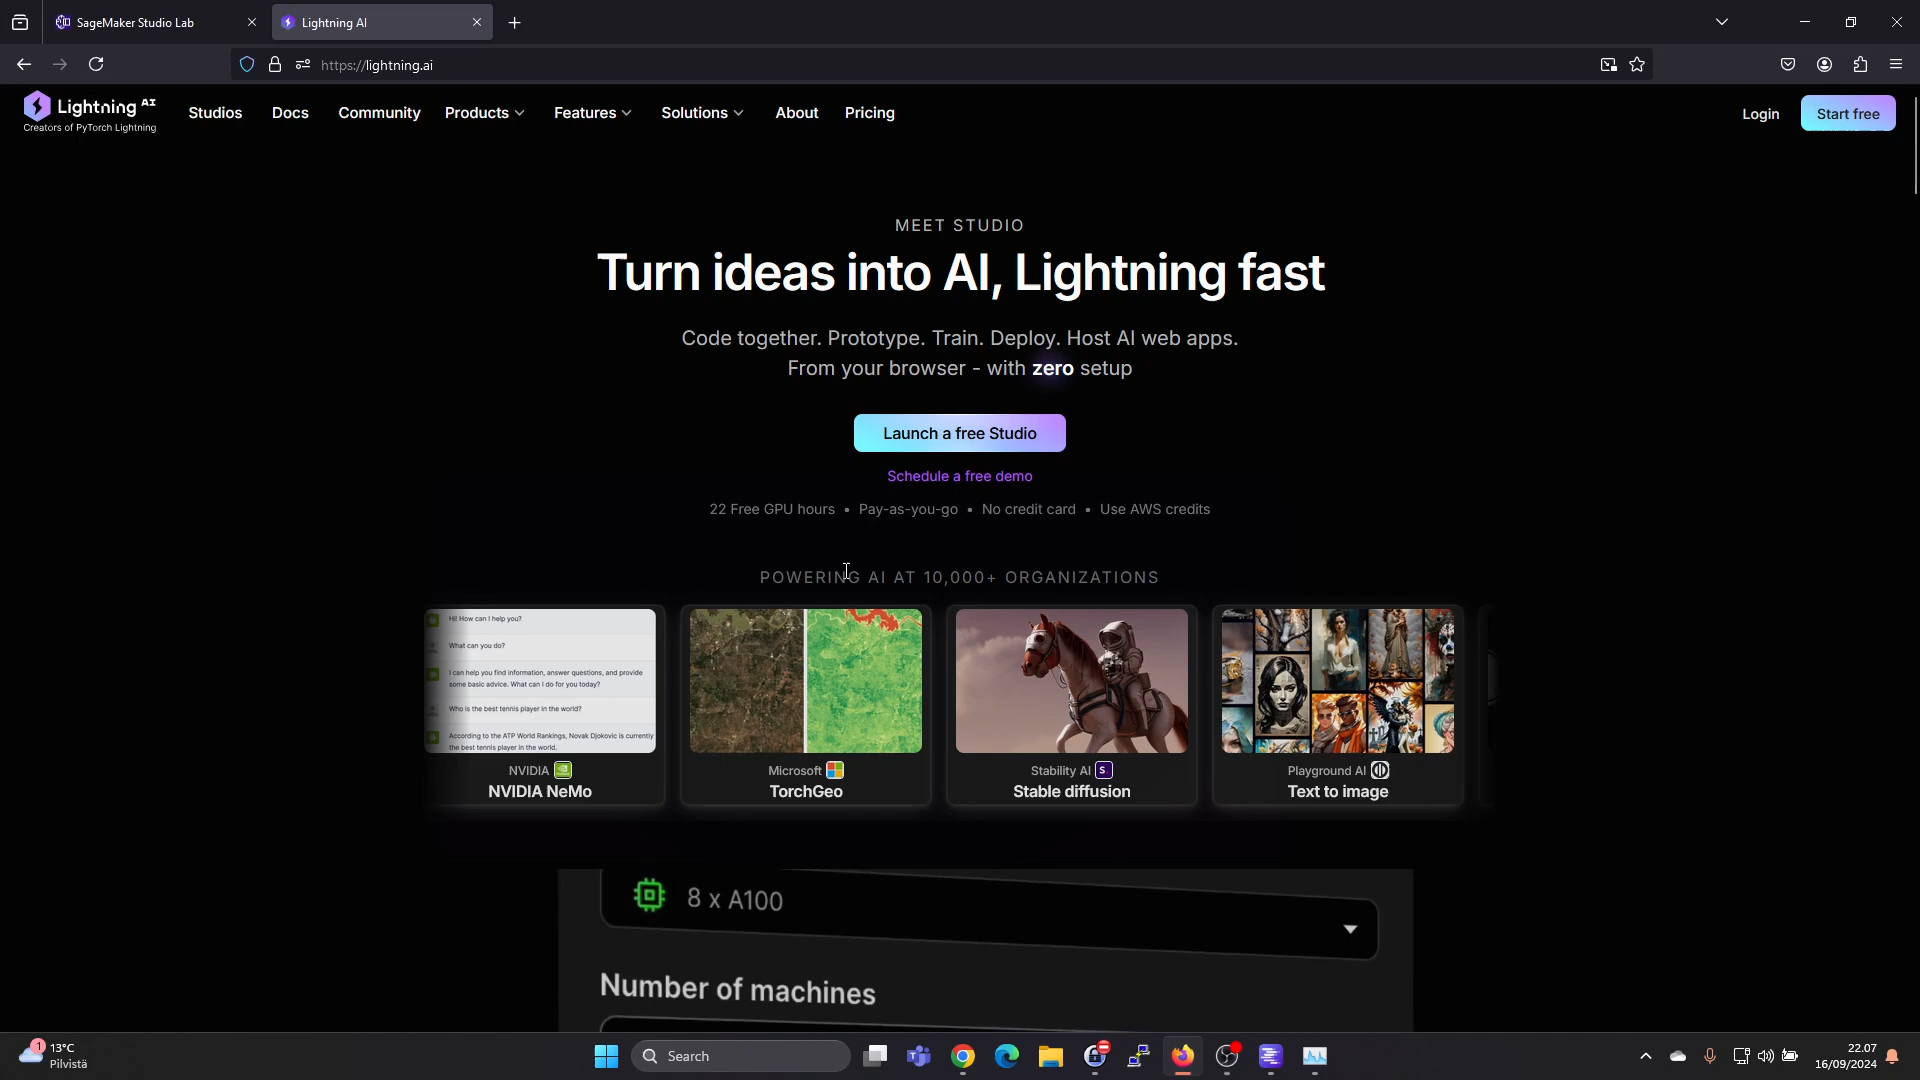 SageMaker Studio Lab
Lightning AI
https://lightning.ai
Lightning AI
Creators of PyTorch Lightning
Studios
Docs
Community
Products
Features
Solutions
About
Pricing
Login
Start free
MEET STUDIO
Turn ideas into AI, Lightning fast
Code together. Prototype. Train. Deploy. Host AI web apps.
From your browser - with zero setup
Launch a free Studio
Schedule a free demo
22 Free GPU hours • Pay-as-you-go • No credit card • Use AWS credits
POWERING AI AT 10,000+ ORGANIZATIONS
Hi! How can I help you?
What can you do?
I can help you find information, answer questions, and provide
some basic advice. What can I do for you today?
Who is the best tennis player in the world?
According to the ATP World Rankings, Novak Djokovic is currently
the best tennis player in the world.
NVIDIA
NVIDIA NeMo
Microsoft
TorchGeo
Stability AI S.
Stable diffusion
Playground AI
Text to image
8 x A100
Number of machines
1
13°C
Pilvistä
Search
22.07
16/09/2024